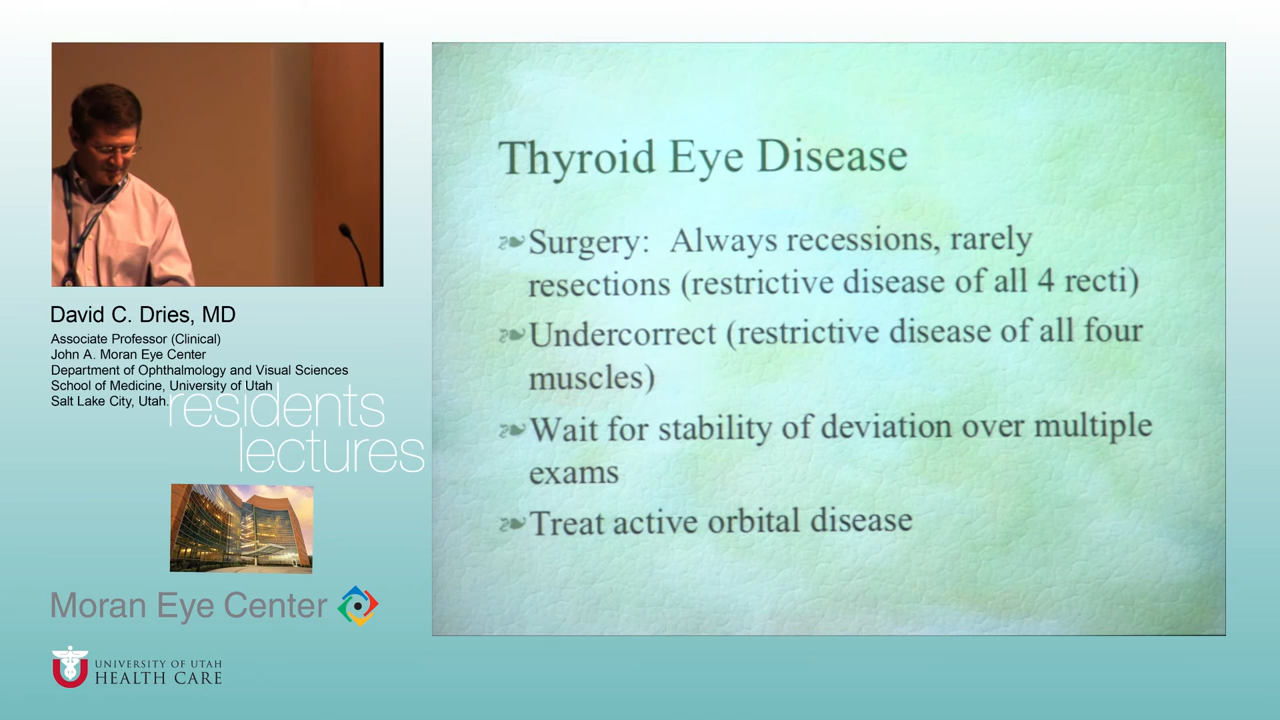 David C. Dries, MD
Associate Professor (Clinical)
John A. Moran Eye Center
Department of Ophthalmology and Visual Sciences
School of Medicine, University of Utah
Salt Lake City, Utah.
residents
lectures
Moran Eye Center
UNIVERSITY OF UTAH
HEALTH CARE
Thyroid Eye Disease
Surgery: Always recessions, rarely
resections (restrictive disease of all 4 recti)
Undercorrect (restrictive disease of all four
muscles)
Wait for stability of deviation over multiple
exams
Treat active orbital disease